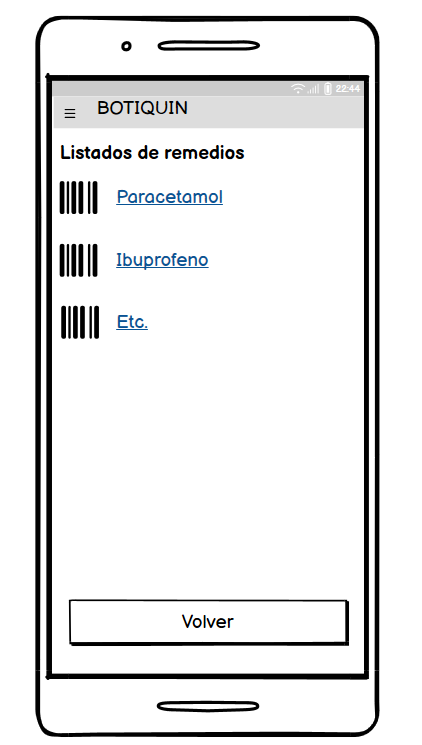 22:44
BOTIQUIN
Listados de remedios
Paracetamol
Ibuprofeno
Etc.
Volver